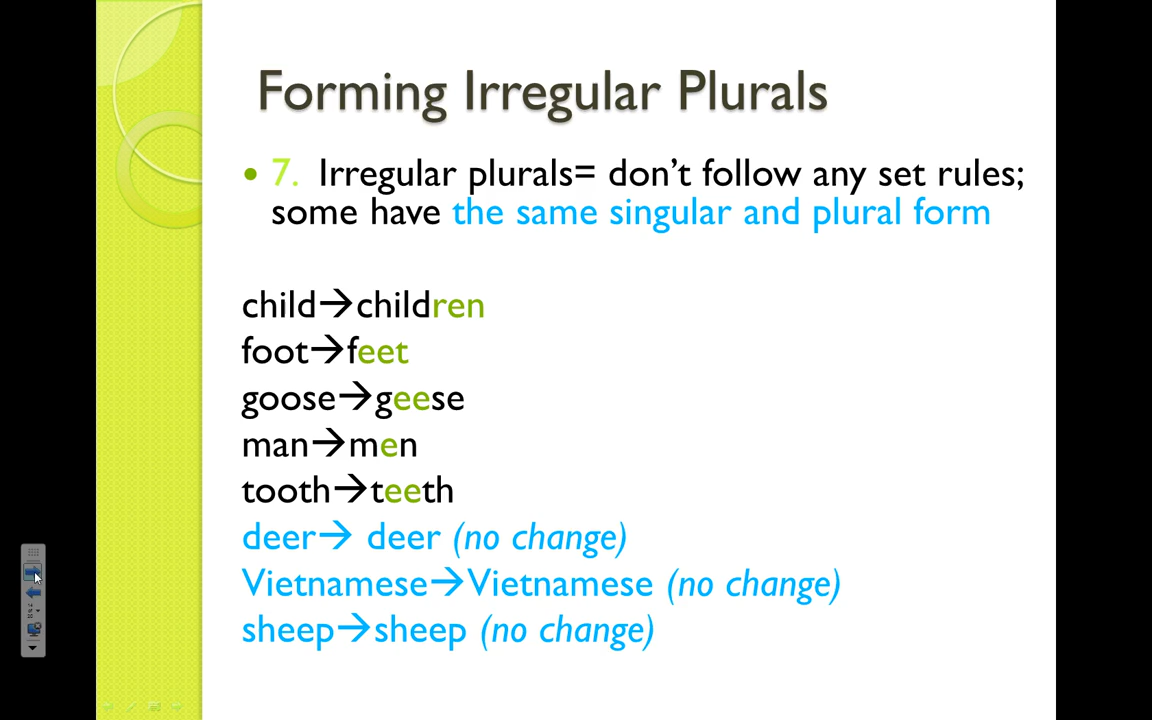 Forming Irregular Plurals
• 7. Irregular plurals= don’t follow any set rules;
some have the same singular and plural form
child→children
foot→feet
goose→geese
man→men
tooth→teeth
deer→ deer (no change)
Vietnamese→Vietnamese (no change)
sheep→sheep (no change)